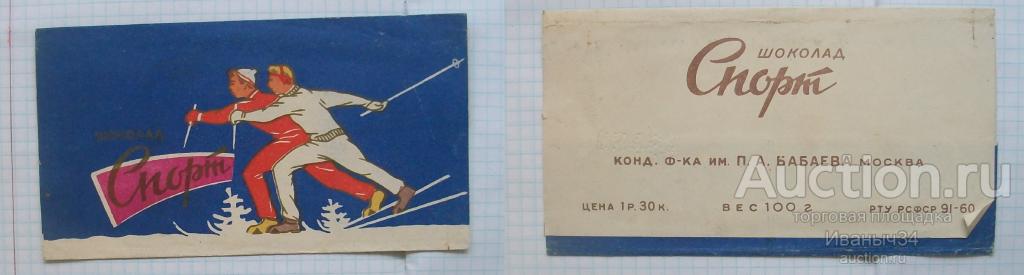 ШОКОЛАД
Спорт
ШОКОЛАД
Спорт
КОНД. Ф-КА ИМ. П.А. БАБАЕВА МОСКВА
ЦЕНА 1 Р. 30 К. ВЕС 100 г РТУ РСФСР 91-60
Auction.ru
торговая площадка
Иваныч34
auction.ru